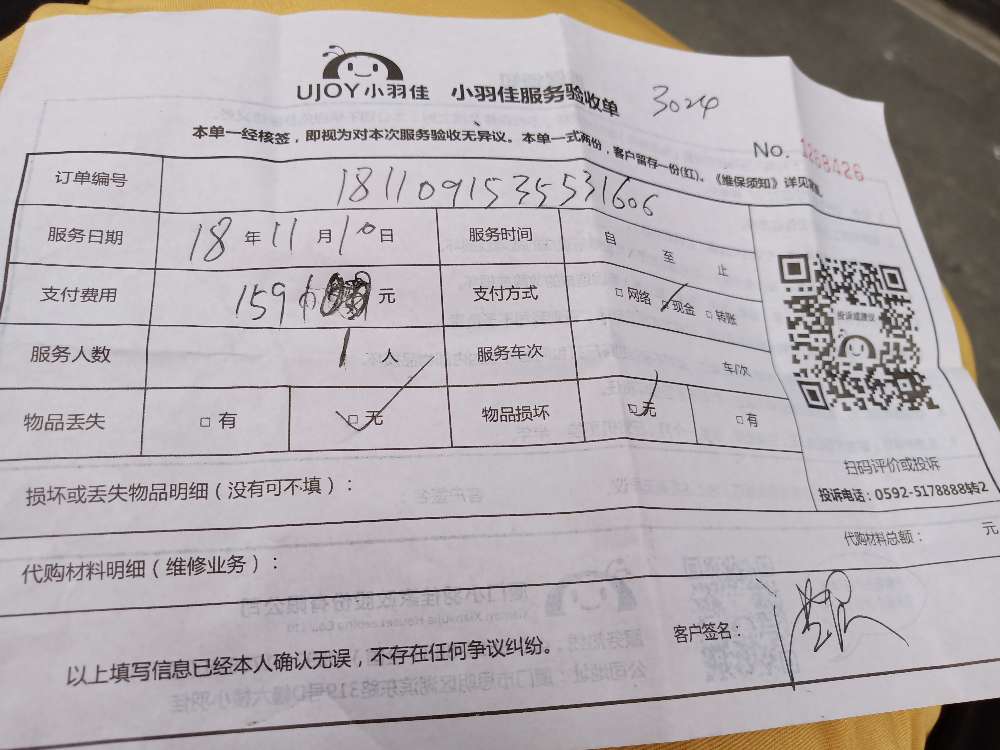 UJOY小羽佳 小羽佳服务验收单 3024
本单一经核签，即视为对本次服务验收无异议。本单一式两份，客户留存一份(红)。《维保须知》详见
No. 1268426
订单编号 181109153553 1606
服务日期 18 年 11 月 10 日 服务时间 自 至 止
支付费用 159 元 支付方式 □ 网络 □ 现金 □ 转账
服务人数 1 人 服务车次 车/次
物品丢失 □ 有 □ 无 物品损坏 □ 无 □ 有
投诉或建议
扫码评价或投诉
投诉电话：0592-5178888转2
损坏或丢失物品明细（没有可不填）：
代购材料明细（维修业务）： 代购材料总额： 元
以上填写信息已经本人确认无误，不存在任何争议纠纷。 客户签名：